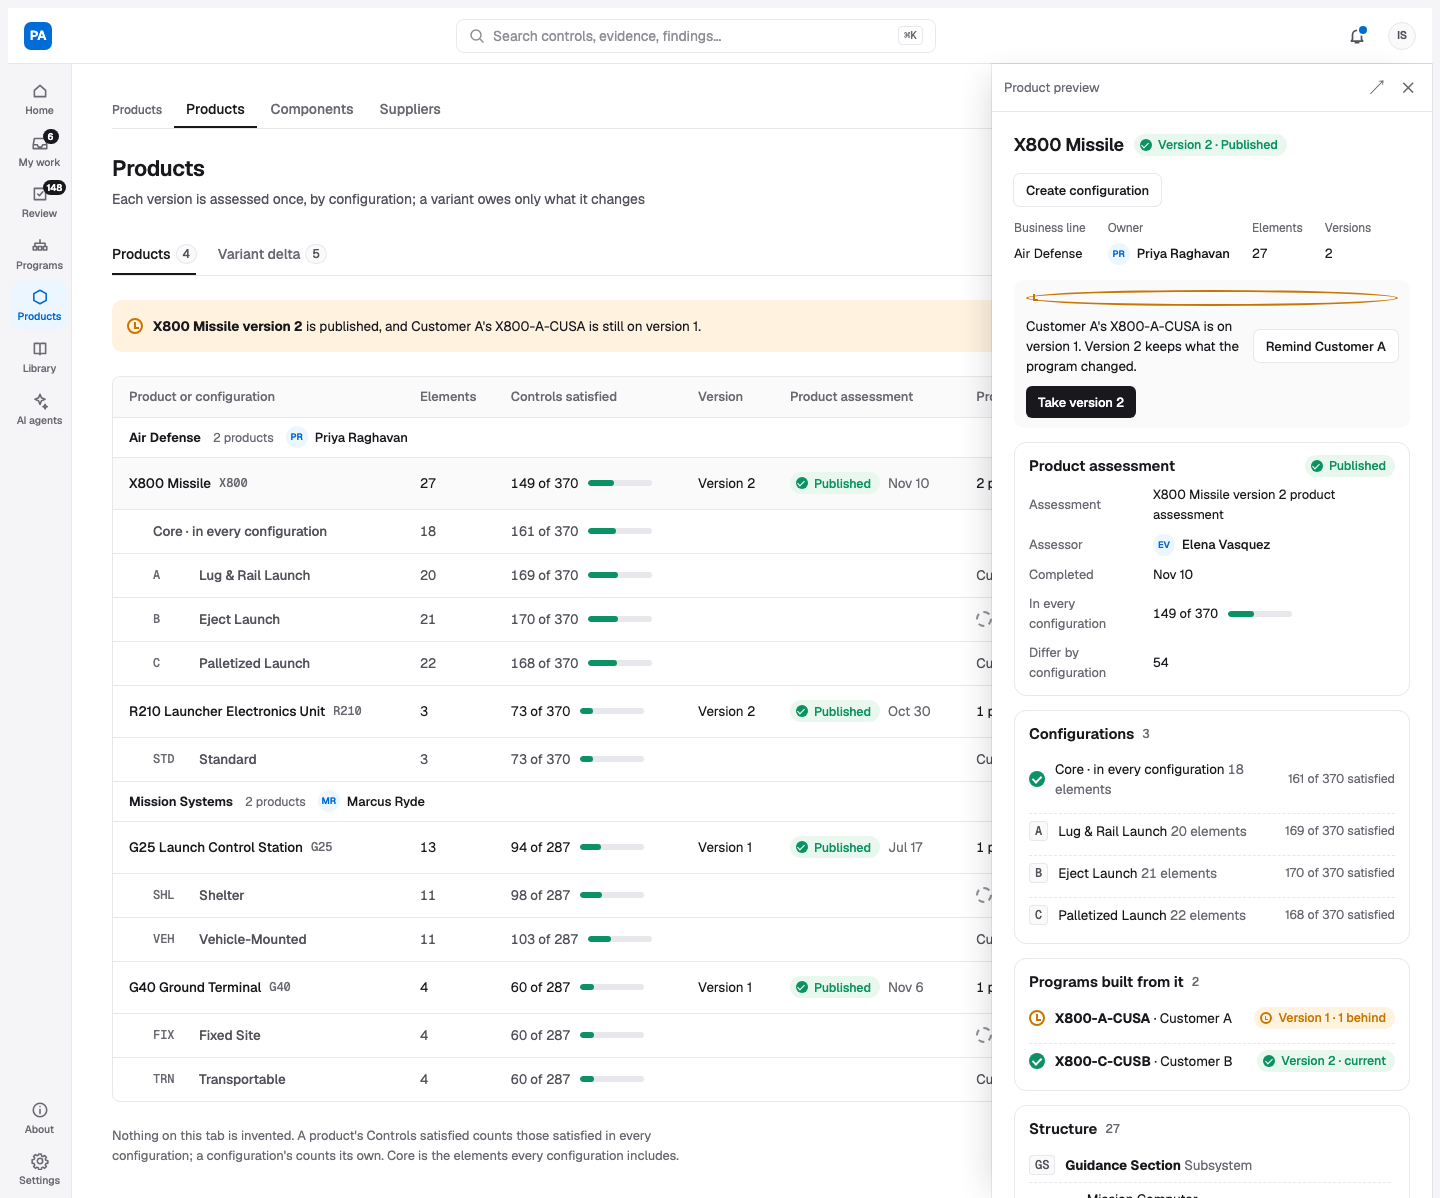 PA
Search controls, evidence, findings...
⌘K
IS
Home
6
My work
148
Review
Programs
Products
Library
AI agents
About
Settings
Products
Products
Components
Suppliers
Products
Each version is assessed once, by configuration; a variant owes only what it changes
Products 4
Variant delta 5
X800 Missile version 2 is published, and Customer A's X800-A-CUSA is still on version 1.
Product or configuration Elements Controls satisfied Version Product assessment
Air Defense 2 products PR Priya Raghavan
X800 Missile X800 27 149 of 370 Version 2 Published Nov 10 2 p
Core · in every configuration 18 161 of 370
A Lug & Rail Launch 20 169 of 370 Cu
B Eject Launch 21 170 of 370
C Palletized Launch 22 168 of 370 Cu
R210 Launcher Electronics Unit R210 3 73 of 370 Version 2 Published Oct 30 1 p
STD Standard 3 73 of 370 Cu
Mission Systems 2 products MR Marcus Ryde
G25 Launch Control Station G25 13 94 of 287 Version 1 Published Jul 17 1 p
SHL Shelter 11 98 of 287
VEH Vehicle-Mounted 11 103 of 287 Cu
G40 Ground Terminal G40 4 60 of 287 Version 1 Published Nov 6 1 p
FIX Fixed Site 4 60 of 287
TRN Transportable 4 60 of 287 Cu
Nothing on this tab is invented. A product's Controls satisfied counts those satisfied in every
configuration; a configuration's counts its own. Core is the elements every configuration includes.
Product preview
X800 Missile Version 2 · Published
Create configuration
Business line Owner Elements Versions
Air Defense PR Priya Raghavan 27 2
Customer A's X800-A-CUSA is on
version 1. Version 2 keeps what the
program changed.
Remind Customer A
Take version 2
Product assessment Published
Assessment X800 Missile version 2 product
assessment
Assessor EV Elena Vasquez
Completed Nov 10
In every
configuration 149 of 370
Differ by
configuration 54
Configurations 3
Core · in every configuration 18
elements 161 of 370 satisfied
A Lug & Rail Launch 20 elements 169 of 370 satisfied
B Eject Launch 21 elements 170 of 370 satisfied
C Palletized Launch 22 elements 168 of 370 satisfied
Programs built from it 2
X800-A-CUSA · Customer A Version 1 · 1 behind
X800-C-CUSB · Customer B Version 2 · current
Structure 27
GS Guidance Section Subsystem
Mission Computer